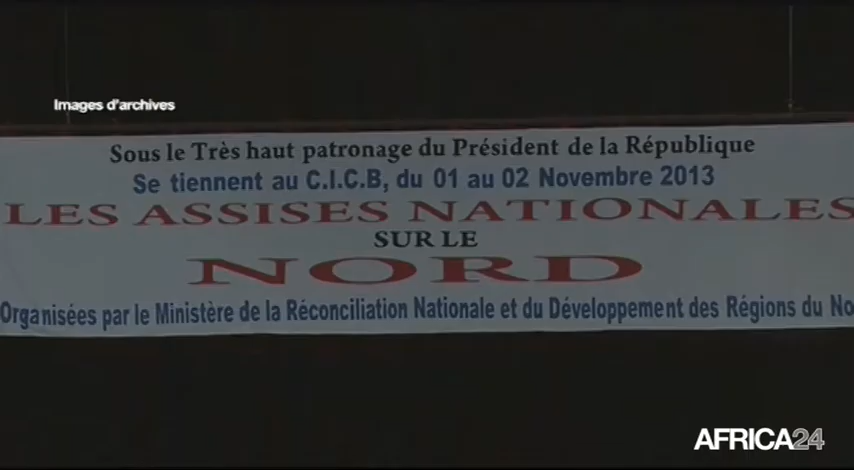 Images d'archives
Sous le Très haut patronage du Président de la République
Se tiennent au C.I.C.B, du 01 au 02 Novembre 2013
LES ASSISES NATIONALES
SUR LE
NORD
Organisées par le Ministère de la Réconciliation Nationale et du Développement des Régions du No
AFRICA24